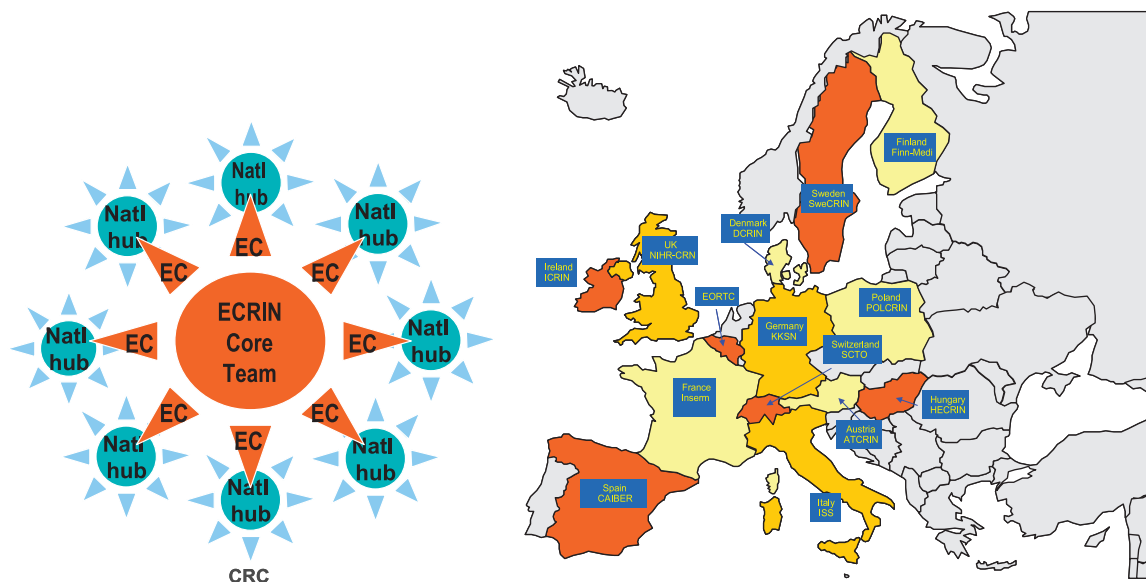 Natl
hub
Natl
hub
Natl
hub
EC
EC
EC
Natl
hub
EC
ECRIN
Core
Team
EC
Natl
hub
EC
EC
EC
Natl
hub
Natl
hub
Natl
hub
CRC
Finland
Finn-Medi
Sweden
SweCRIN
Denmark
DCRIN
UK
NIHR-CRN
Ireland
ICRIN
EORTC
Poland
POLCRIN
Germany
KKSN
Switzerland
SCTO
France
Inserm
Hungary
HECRIN
Austria
ATCRIN
Spain
CAIBER
Italy
ISS